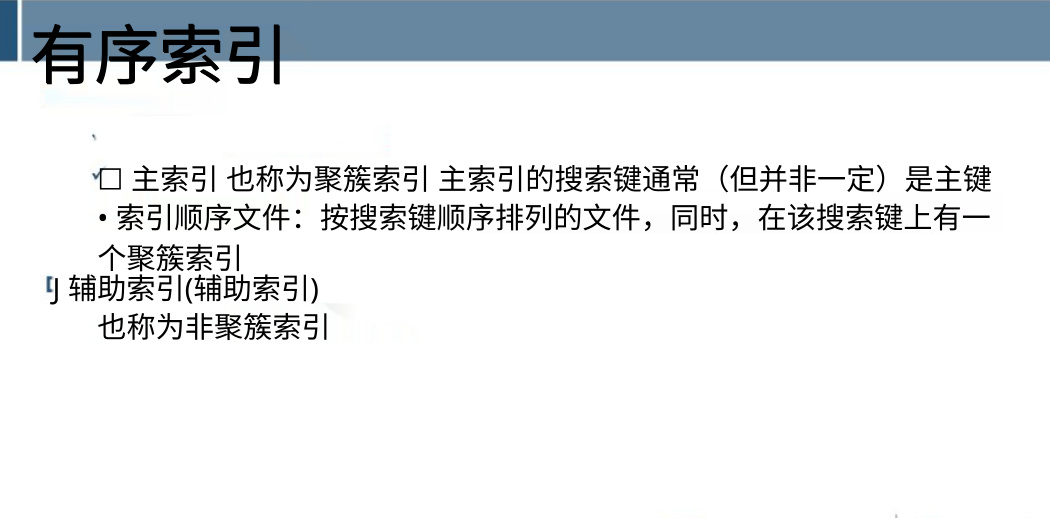 有序索引
□ 主索引 也称为聚簇索引 主索引的搜索键通常（但并非一定）是主键
• 索引顺序文件：按搜索键顺序排列的文件，同时，在该搜索键上有一
个聚簇索引
J 辅助索引(辅助索引)
也称为非聚簇索引